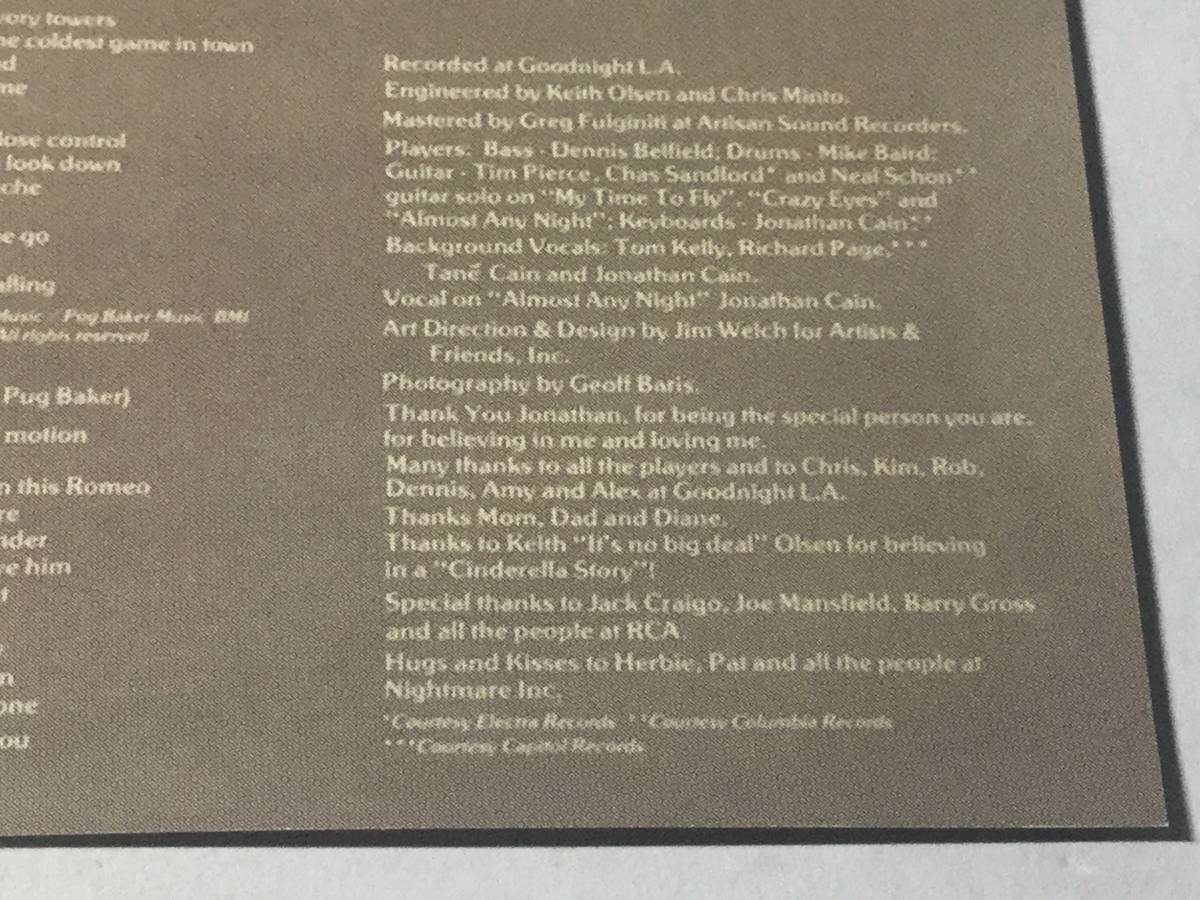 vory towers
he coldest game in town
d
me
lose control
look down
che
e go
alling
Music / Pug Baker Music BMI
All rights reserved.
Pug Baker)
motion
n this Romeo
re
nder
ve him
t
n
one
ou
Recorded at Goodnight L.A.
Engineered by Keith Olsen and Chris Minto.
Mastered by Greg Fulginiti at Artisan Sound Recorders.
Players: Bass - Dennis Belfield; Drums - Mike Baird;
Guitar - Tim Pierce, Chas Sandlord* and Neal Schon**
guitar solo on "My Time To Fly", "Crazy Eyes" and
"Almost Any Night"; Keyboards - Jonathan Cain**
Background Vocals: Tom Kelly, Richard Page,***
Tané Cain and Jonathan Cain.
Vocal on "Almost Any Night" Jonathan Cain.
Art Direction & Design by Jim Welch for Artists &
Friends, Inc.
Photography by Geoff Baris.
Thank You Jonathan, for being the special person you are,
for believing in me and loving me.
Many thanks to all the players and to Chris, Kim, Rob,
Dennis, Amy and Alex at Goodnight L.A.
Thanks Mom, Dad and Diane.
Thanks to Keith "It's no big deal" Olsen for believing
in a "Cinderella Story"!
Special thanks to Jack Craigo, Joe Mansfield, Barry Gross
and all the people at RCA.
Hugs and Kisses to Herbie, Pat and all the people at
Nightmare Inc.
*Courtesy Electra Records **Courtesy Columbia Records
***Courtesy Capitol Records